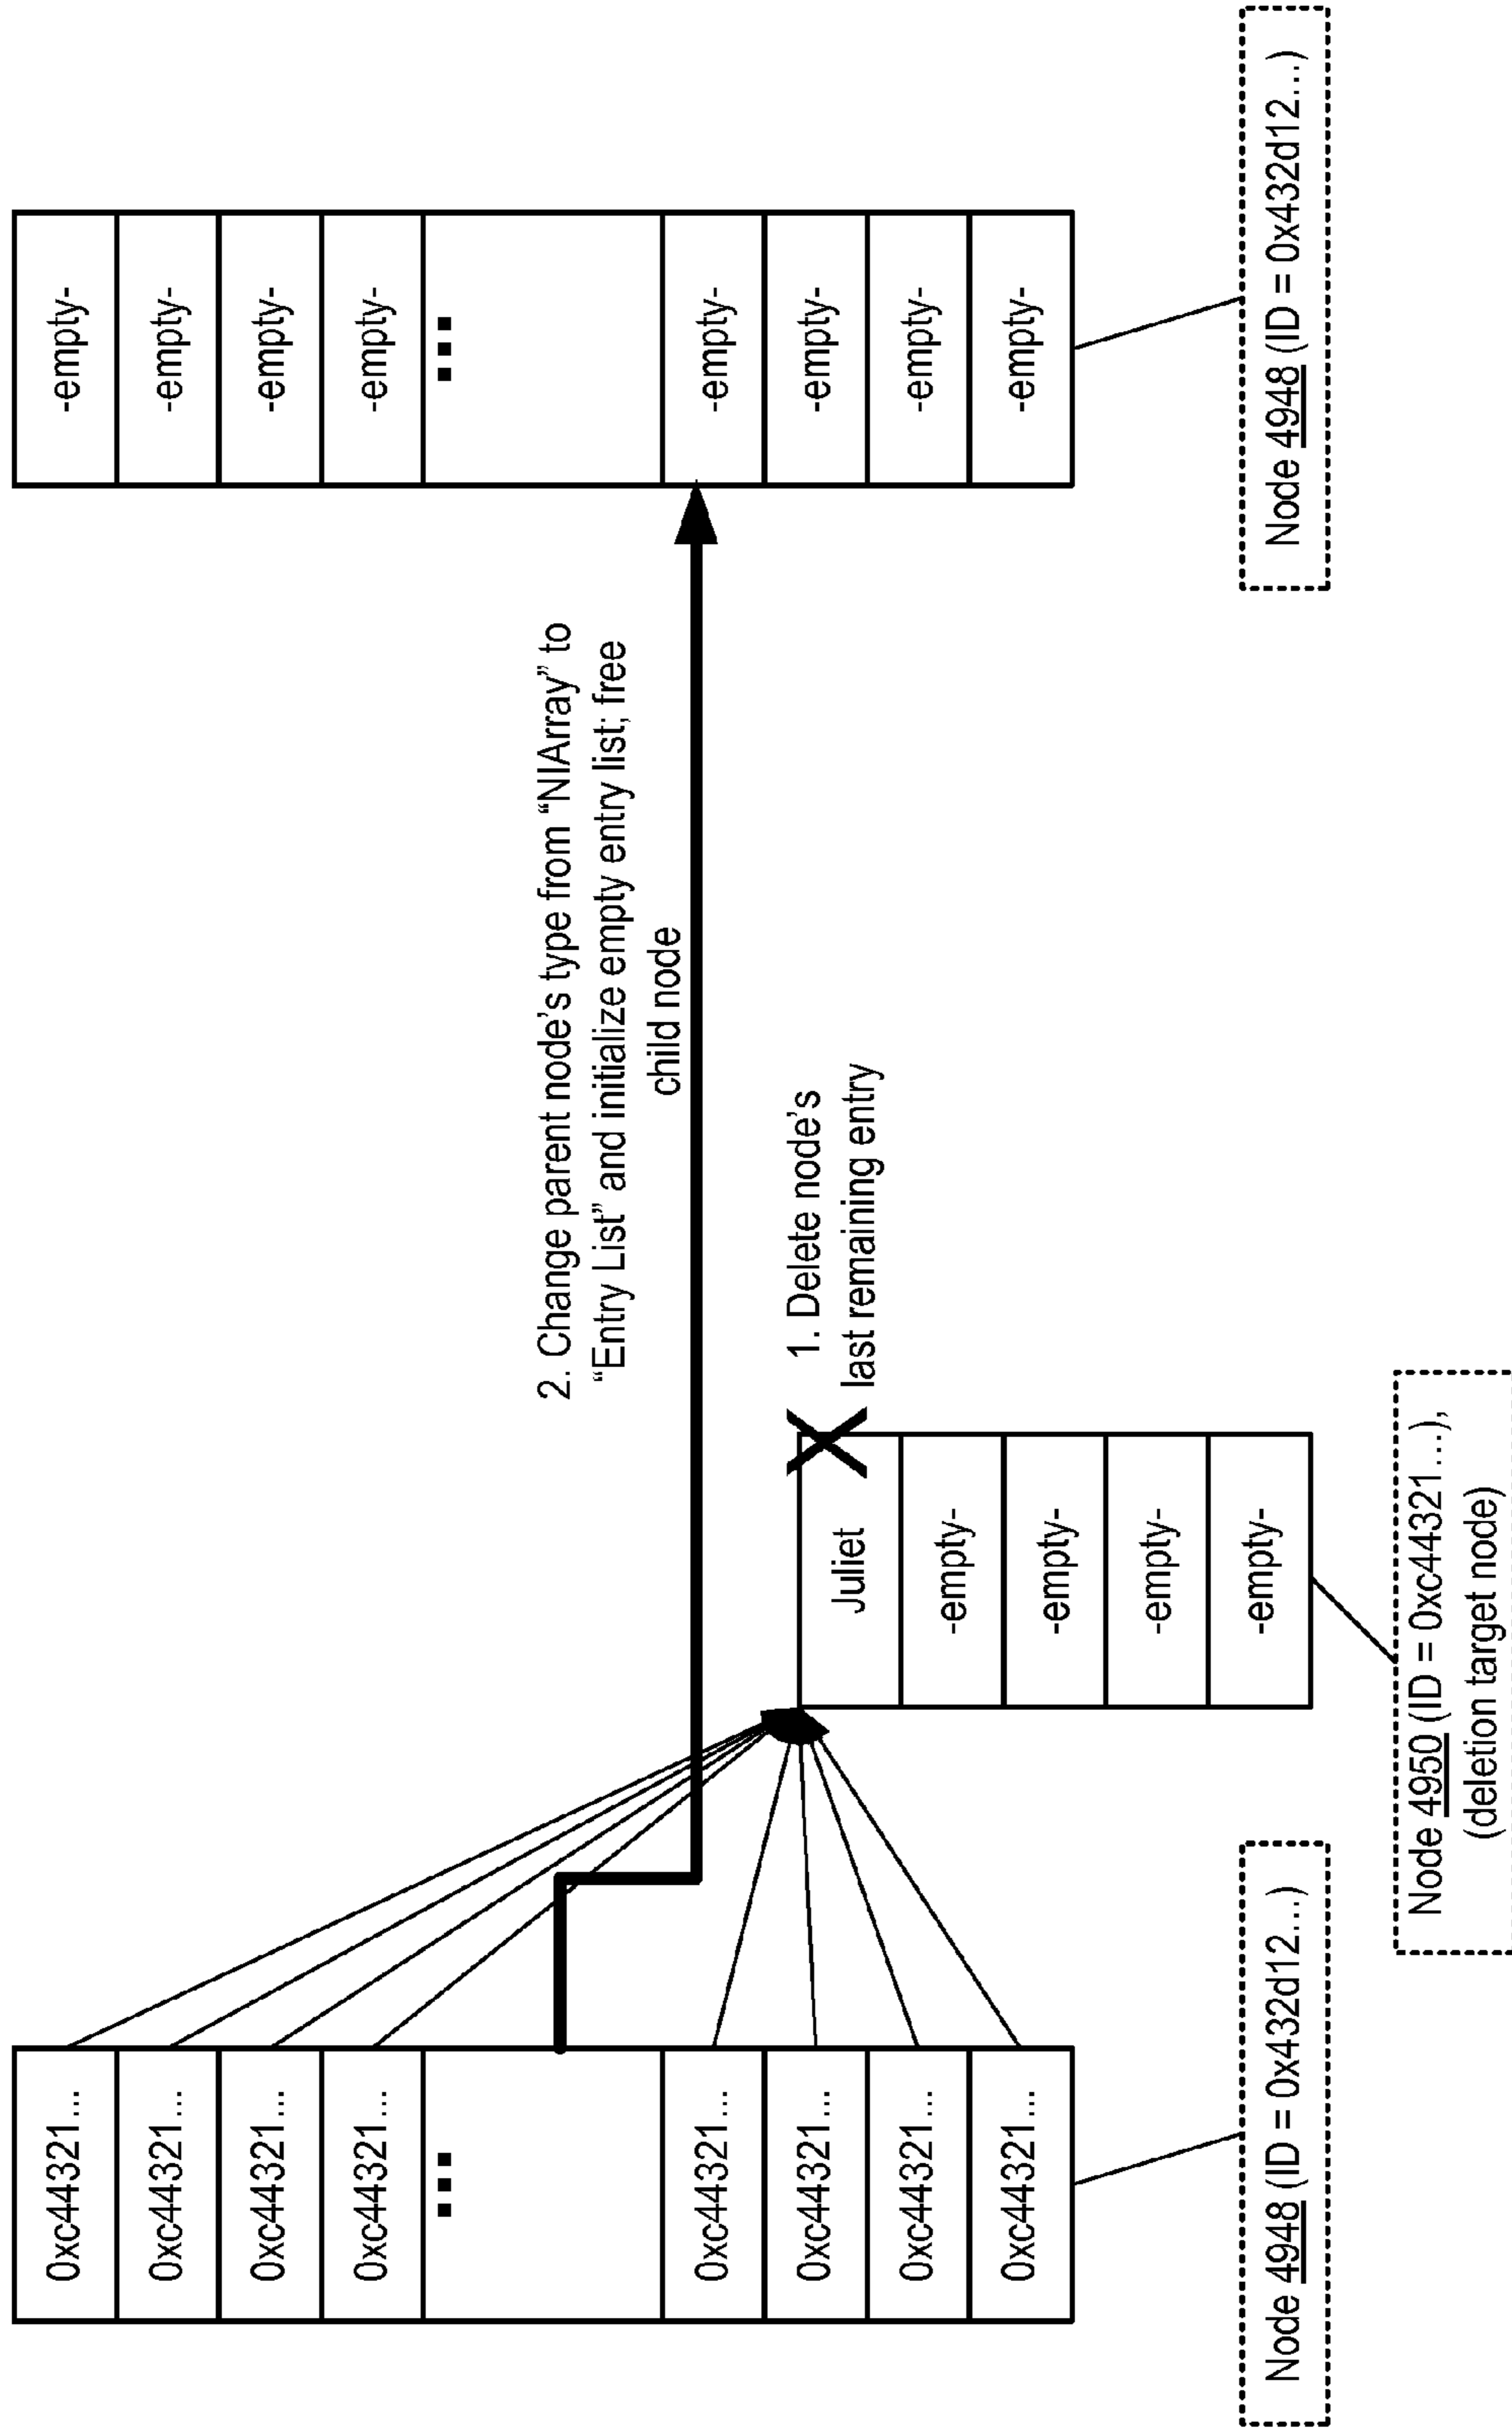 0xc44321...
0xc44321...
0xc44321...
0xc44321...
...
0xc44321...
0xc44321...
0xc44321...
0xc44321...
Node 4948 (ID = 0x432d12...)
2. Change parent node's type from “NIArray” to
“Entry List” and initialize empty entry list; free
child node
1. Delete node's
last remaining entry
Juliet
-empty-
-empty-
-empty-
-empty-
Node 4950 (ID = 0xc44321...),
(deletion target node)
-empty-
-empty-
-empty-
-empty-
...
-empty-
-empty-
-empty-
-empty-
Node 4948 (ID = 0x432d12...)